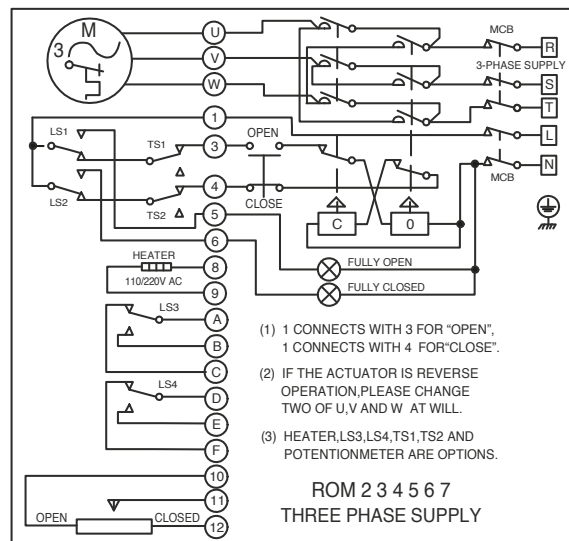 M
3
U
V
W
MCB
R
3-PHASE SUPPLY
S
T
L
N
MCB
1
LS1
TS1
3
OPEN
4
CLOSE
LS2
TS2
5
6
C
0
HEATER
8
110/220V AC
9
FULLY OPEN
FULLY CLOSED
LS3
A
B
C
LS4
D
E
F
10
11
OPEN
CLOSED
12
(1) 1 CONNECTS WITH 3 FOR "OPEN",
1 CONNECTS WITH 4 FOR"CLOSE".
(2) IF THE ACTUATOR IS REVERSE
OPERATION,PLEASE CHANGE
TWO OF U,V AND W AT WILL.
(3) HEATER,LS3,LS4,TS1,TS2 AND
POTENTIONMETER ARE OPTIONS.
ROM 2 3 4 5 6 7
THREE PHASE SUPPLY